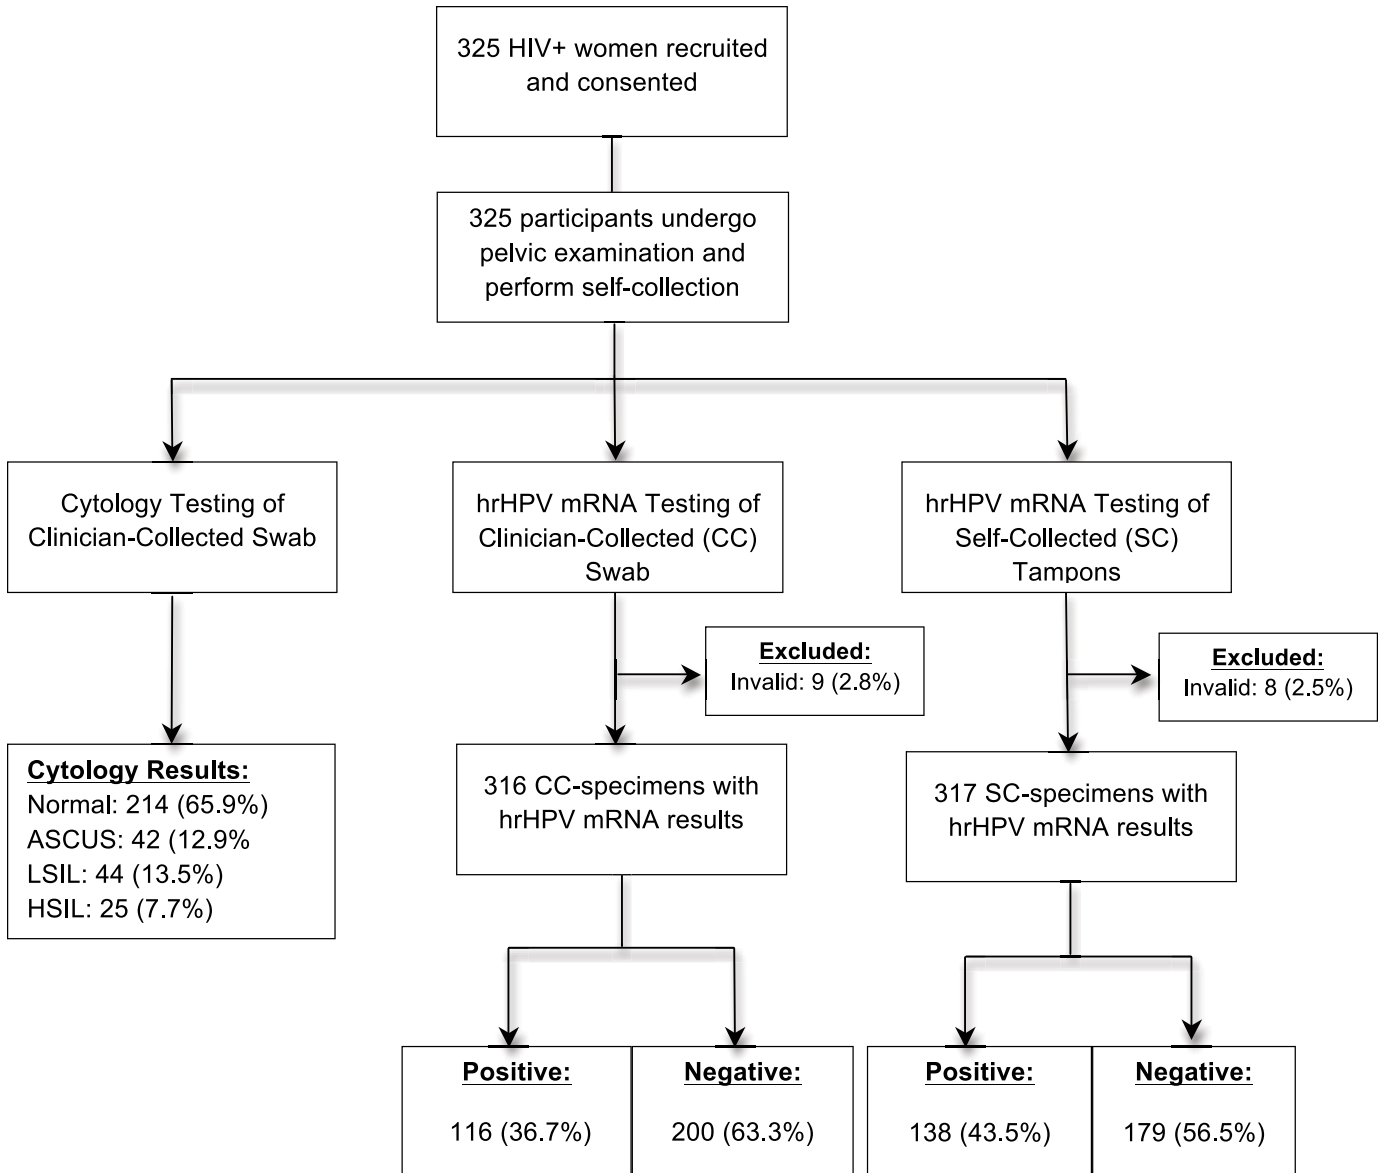 325 HIV+ women recruited
and consented
325 participants undergo
pelvic examination and
perform self-collection
Cytology Testing of
Clinician-Collected Swab
hrHPV mRNA Testing of
Clinician-Collected (CC)
Swab
hrHPV mRNA Testing of
Self-Collected (SC)
Tampons
Excluded:
Invalid: 9 (2.8%)
Excluded:
Invalid: 8 (2.5%)
Cytology Results:
Normal: 214 (65.9%)
ASCUS: 42 (12.9%
LSIL: 44 (13.5%)
HSIL: 25 (7.7%)
316 CC-specimens with
hrHPV mRNA results
317 SC-specimens with
hrHPV mRNA results
Positive:
116 (36.7%)
Negative:
200 (63.3%)
Positive:
138 (43.5%)
Negative:
179 (56.5%)